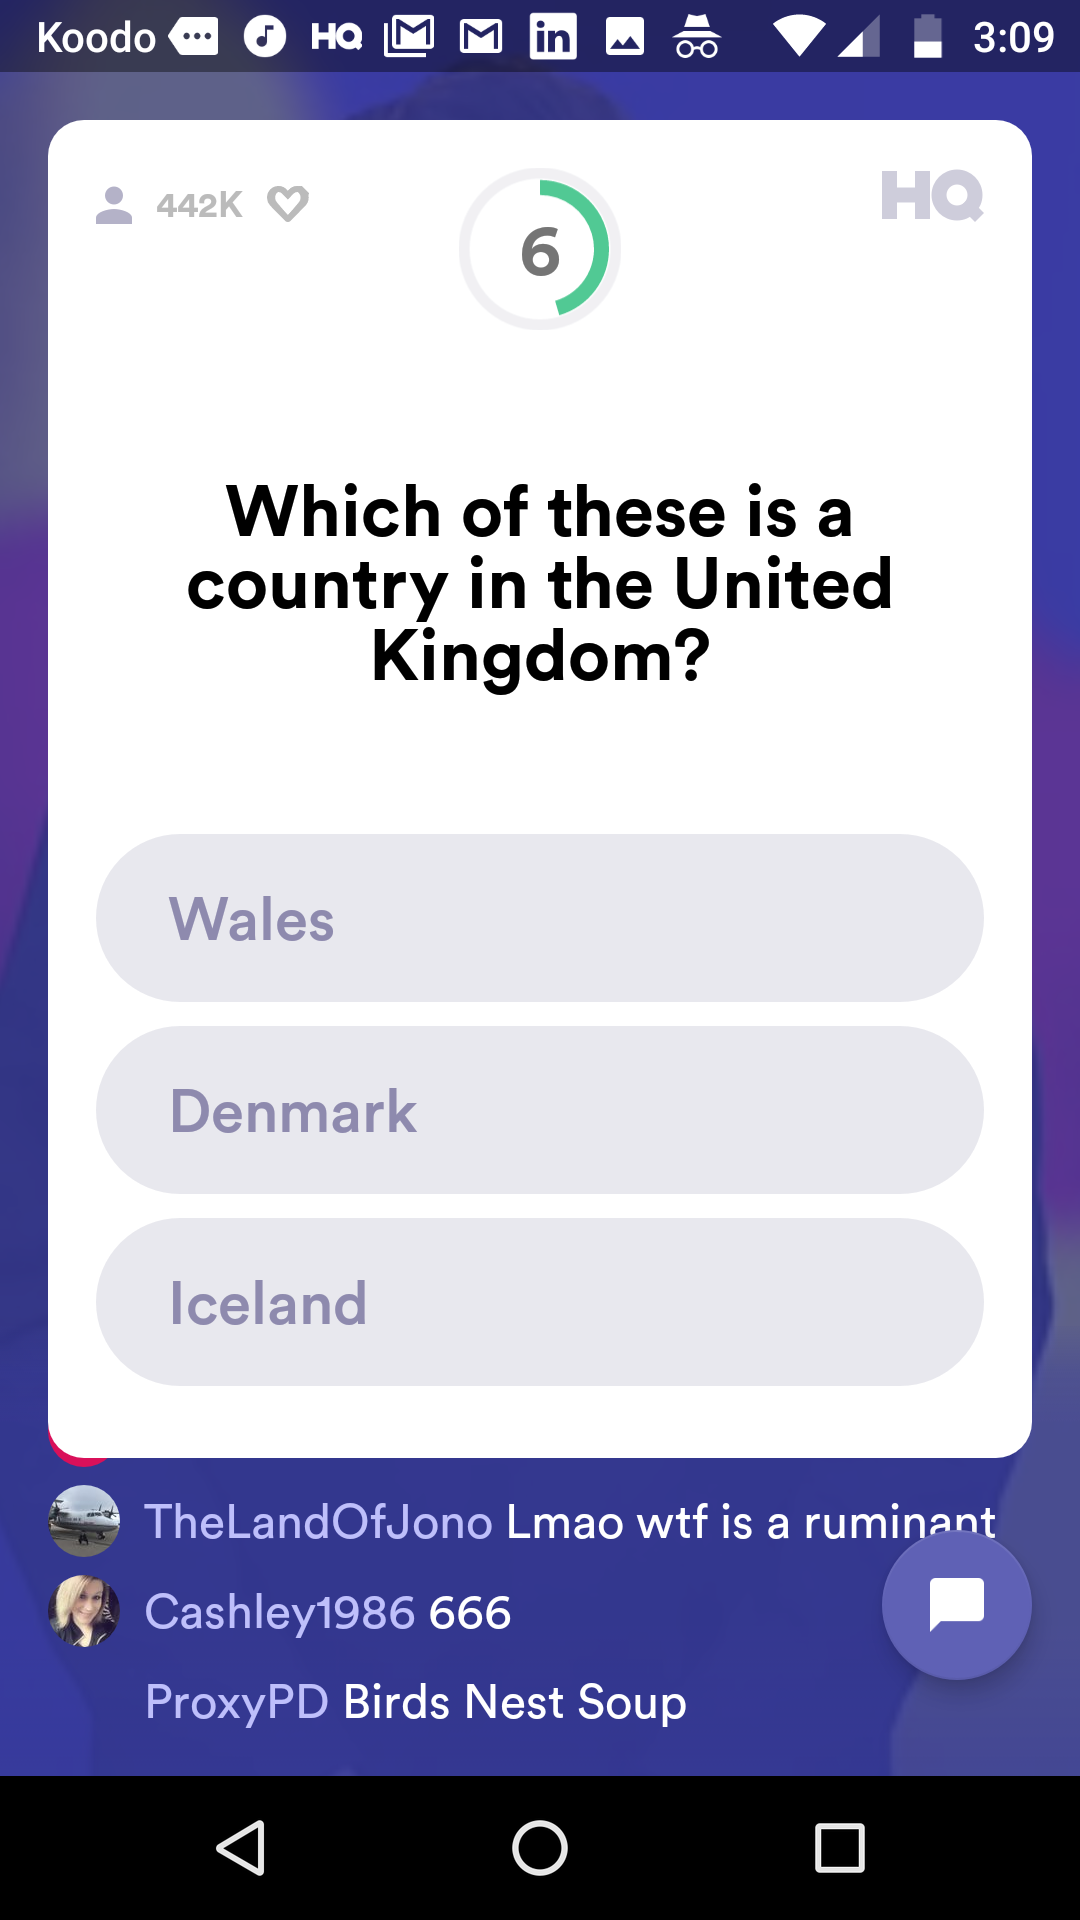 Koodo HQ in 3:09
442K HQ
6
Which of these is a
country in the United
Kingdom?
Wales
Denmark
Iceland
TheLandOfJono Lmao wtf is a ruminant
Cashley1986 666
ProxyPD Birds Nest Soup